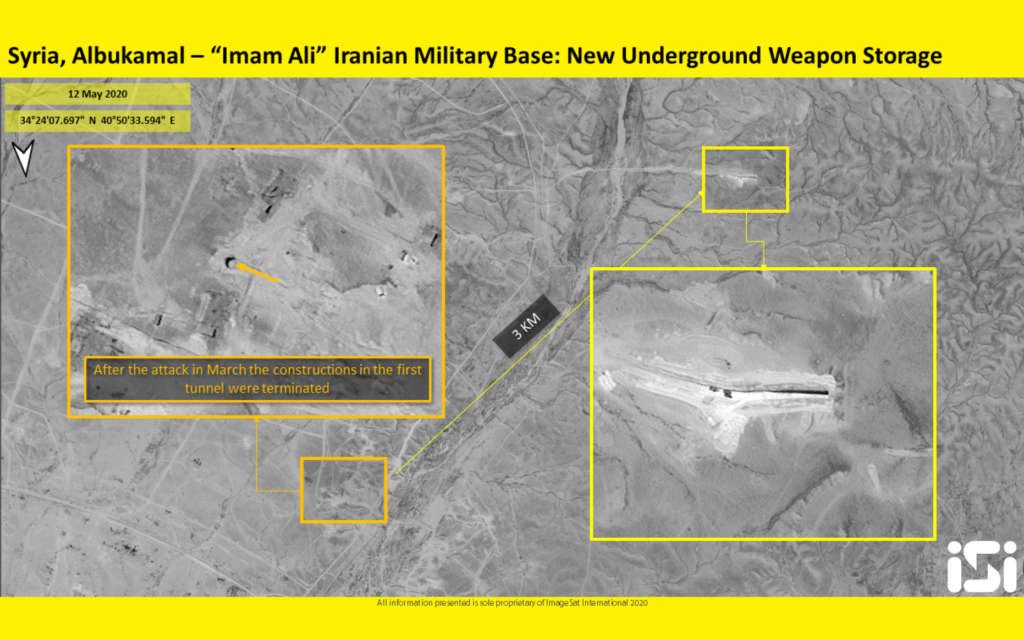 Syria, Albukamal – “Imam Ali” Iranian Military Base: New Underground Weapon Storage
12 May 2020
34°24'07.697" N 40°50'33.594" E
3 KM
After the attack in March the constructions in the first
tunnel were terminated
iSi
All information presented is sole proprietary of ImageSat International 2020